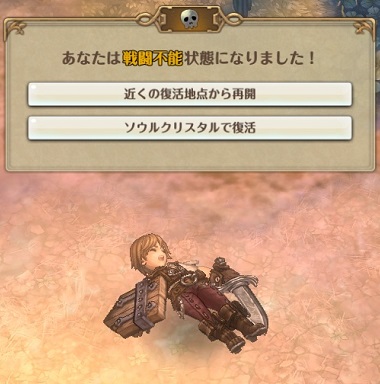 あなたは戦闘不能状態になりました！
近くの復活地点から再開
ソウルクリスタルで復活